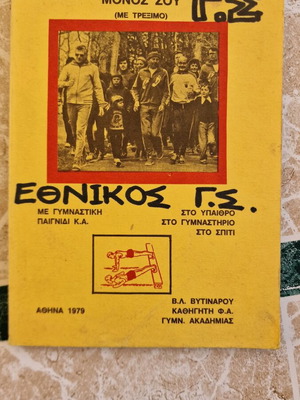 ΜΟΝΟΣ ΣΟΥ
Γ.Σ
(ΜΕ ΤΡΕΞΙΜΟ)
ΕΘΝΙΚΟΣ Γ.Σ.
ΜΕ ΓΥΜΝΑΣΤΙΚΗ
ΠΑΙΓΝΙΔΙ Κ.Α.
ΣΤΟ ΥΠΑΙΘΡΟ
ΣΤΟ ΓΥΜΝΑΣΤΗΡΙΟ
ΣΤΟ ΣΠΙΤΙ
ΑΘΗΝΑ 1979
Β.Λ. ΒΥΤΙΝΑΡΟΥ
ΚΑΘΗΓΗΤΗ Φ.Α.
ΓΥΜΝ. ΑΚΑΔΗΜΙΑΣ